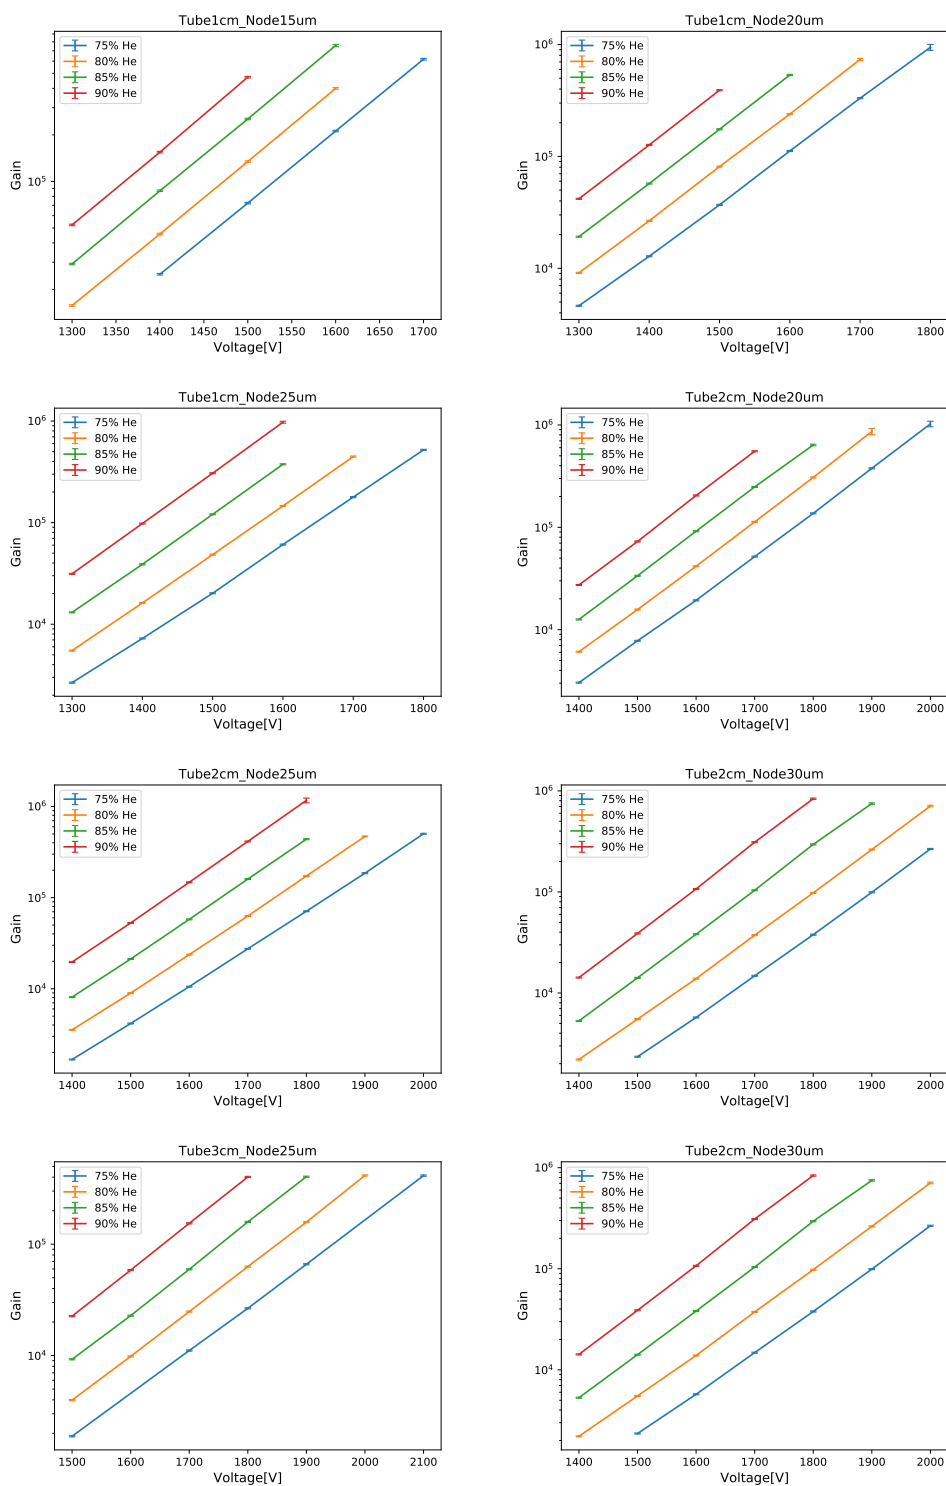 Tube1cm_Node15um
75% He
80% He
85% He
90% He
10^5
Gain
1300 1350 1400 1450 1500 1550 1600 1650 1700
Voltage[V]
Tube1cm_Node20um
75% He
80% He
85% He
90% He
10^6
10^5
10^4
Gain
1300 1400 1500 1600 1700 1800
Voltage[V]
Tube1cm_Node25um
75% He
80% He
85% He
90% He
10^6
10^5
10^4
Gain
1300 1400 1500 1600 1700 1800
Voltage[V]
Tube2cm_Node20um
75% He
80% He
85% He
90% He
10^6
10^5
10^4
Gain
1400 1500 1600 1700 1800 1900 2000
Voltage[V]
Tube2cm_Node25um
75% He
80% He
85% He
90% He
10^6
10^5
10^4
Gain
1400 1500 1600 1700 1800 1900 2000
Voltage[V]
Tube2cm_Node30um
75% He
80% He
85% He
90% He
10^6
10^5
10^4
Gain
1400 1500 1600 1700 1800 1900 2000
Voltage[V]
Tube3cm_Node25um
75% He
80% He
85% He
90% He
10^5
10^4
Gain
1500 1600 1700 1800 1900 2000 2100
Voltage[V]
Tube2cm_Node30um
75% He
80% He
85% He
90% He
10^6
10^5
10^4
Gain
1400 1500 1600 1700 1800 1900 2000
Voltage[V]